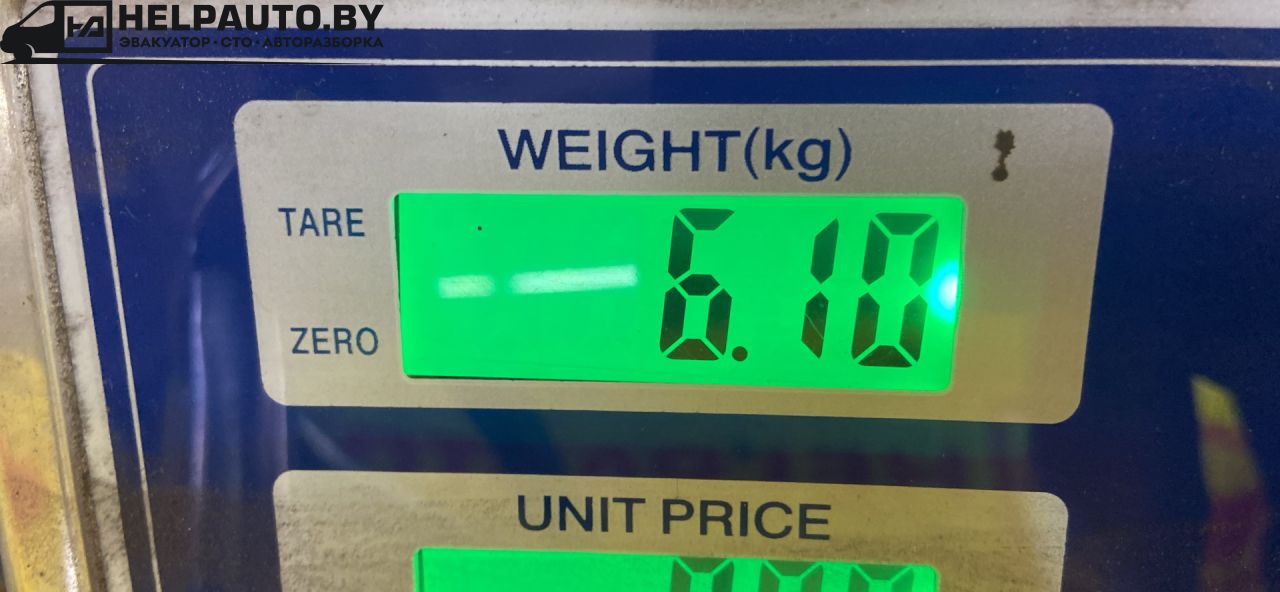 HELPAUTO.BY
ЭВАКУАТОР · СТО · АВТОРАЗБОРКА
WEIGHT(kg)
TARE
6.10
ZERO
UNIT PRICE